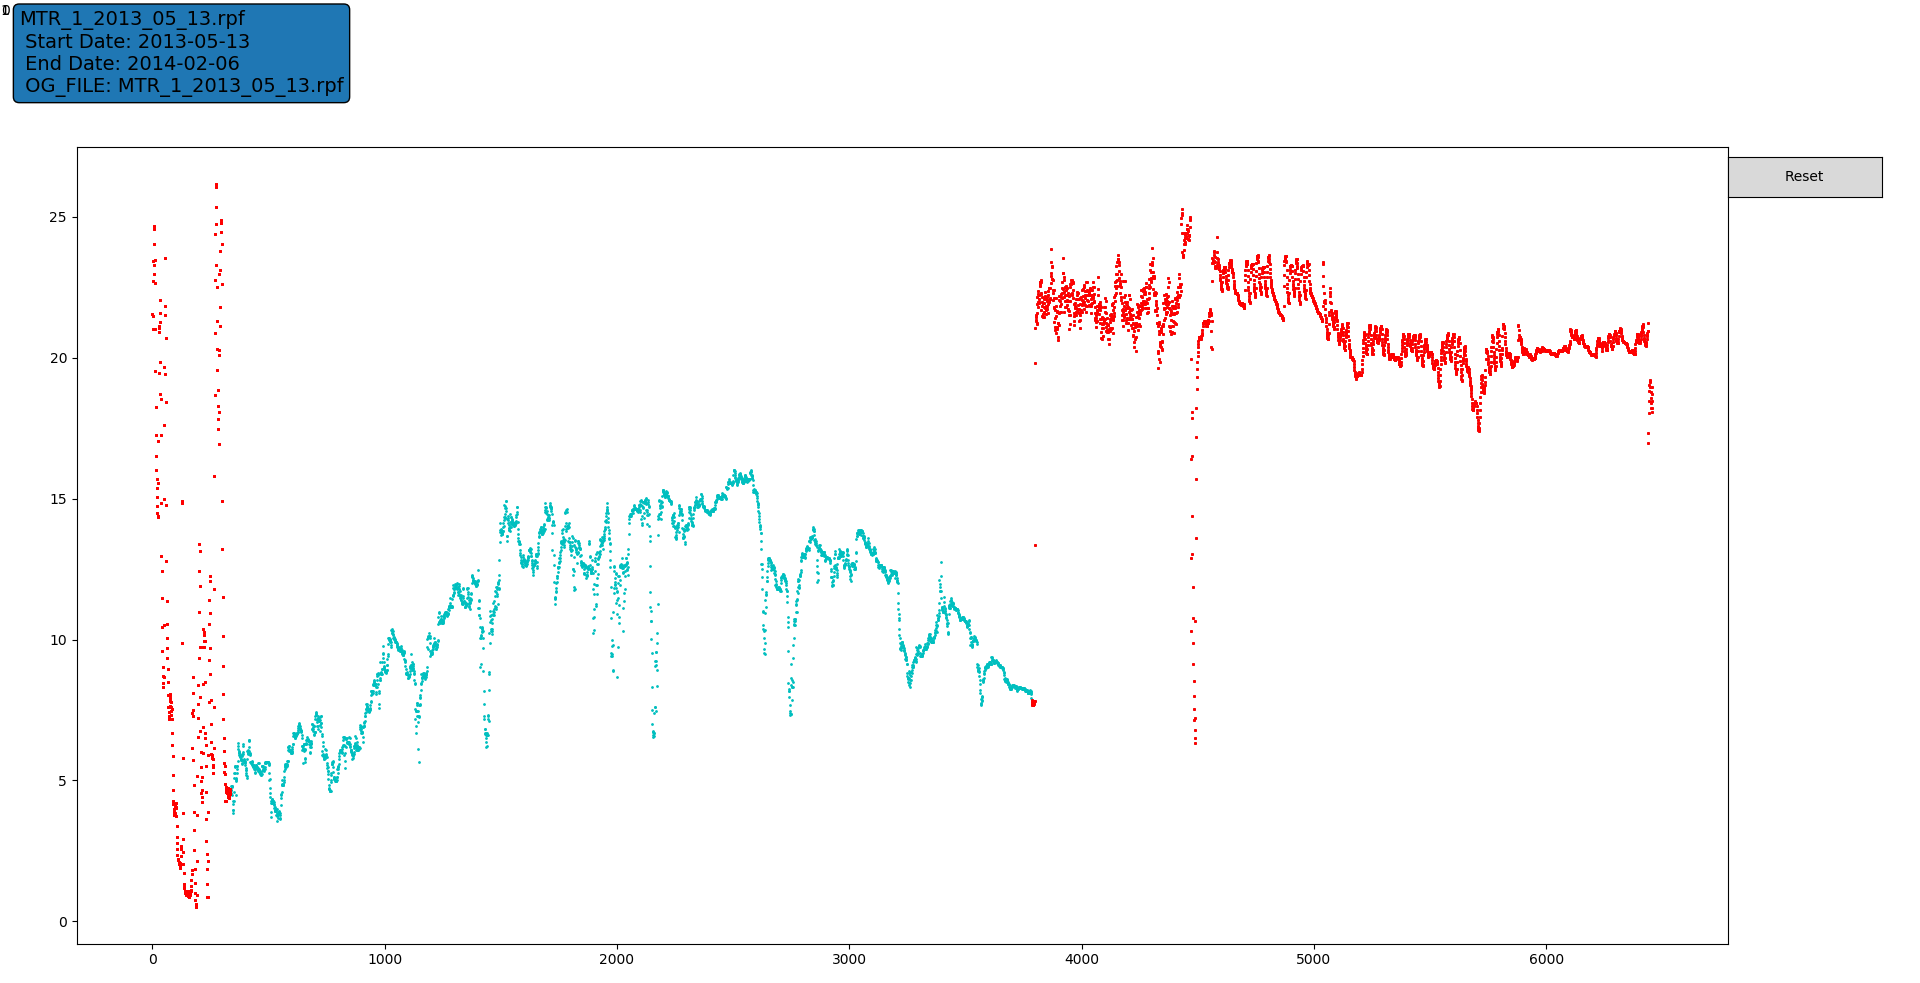 MTR_1_2013_05_13.rpf
Start Date: 2013-05-13
End Date: 2014-02-06
OG_FILE: MTR_1_2013_05_13.rpf
Reset
25
20
15
10
5
0
0 1000 2000 3000 4000 5000 6000